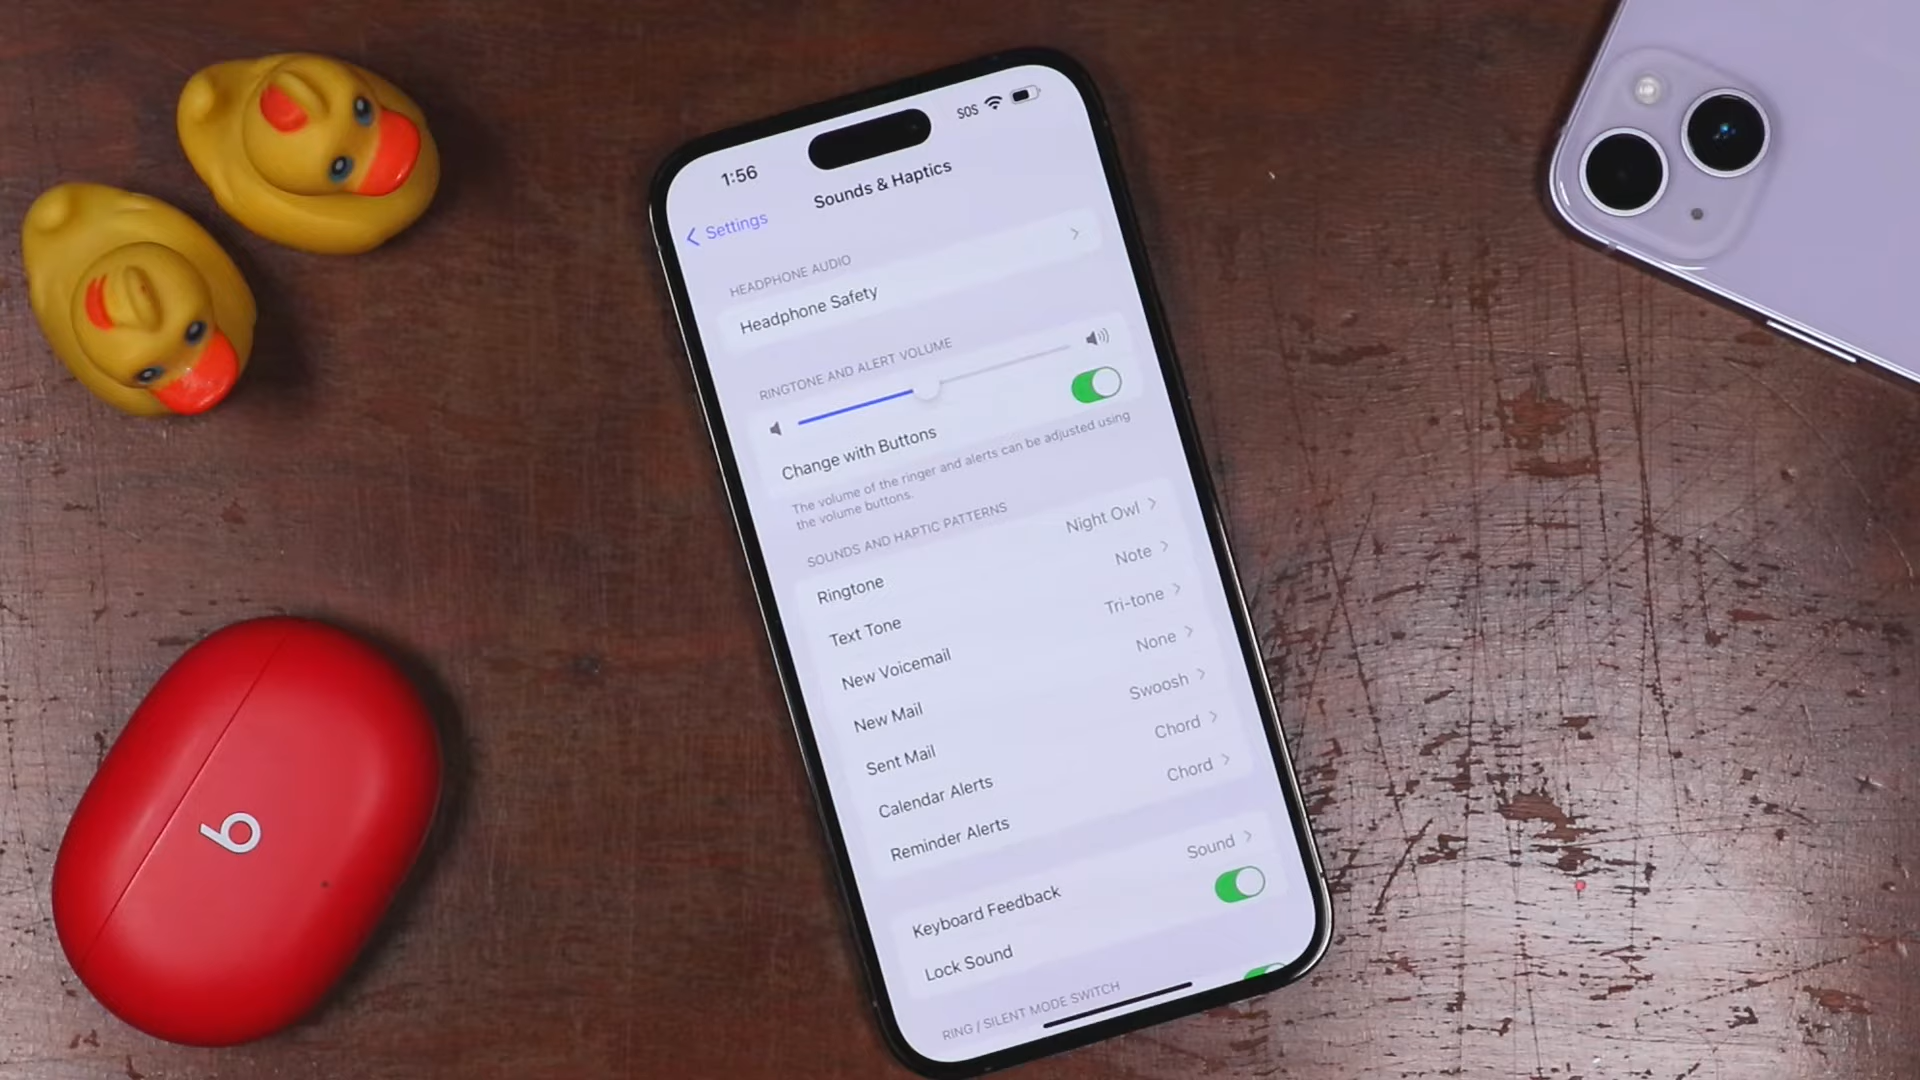 1:56
SOS
Settings
Sounds & Haptics
HEADPHONE AUDIO
Headphone Safety
RINGTONE AND ALERT VOLUME
Change with Buttons
The volume of the ringer and alerts can be adjusted using
the volume buttons.
SOUNDS AND HAPTIC PATTERNS
Ringtone Night Owl
Text Tone Note
New Voicemail Tri-tone
New Mail None
Sent Mail Swoosh
Calendar Alerts Chord
Reminder Alerts Chord
Keyboard Feedback Sound
Lock Sound
RING / SILENT MODE SWITCH
b